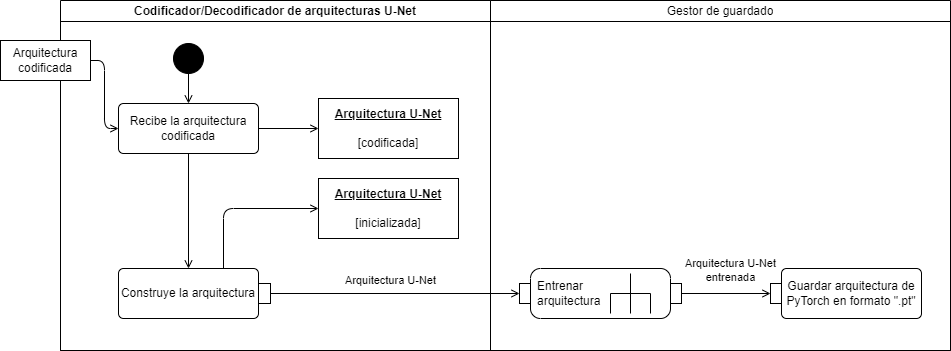 Codificador/Decodificador de arquitecturas U-Net
Gestor de guardado
Arquitectura
codificada
Recibe la arquitectura
codificada
Arquitectura U-Net
[codificada]
Arquitectura U-Net
[inicializada]
Construye la arquitectura
Arquitectura U-Net
Entrenar
arquitectura
Arquitectura U-Net
entrenada
Guardar arquitectura de
PyTorch en formato ".pt"